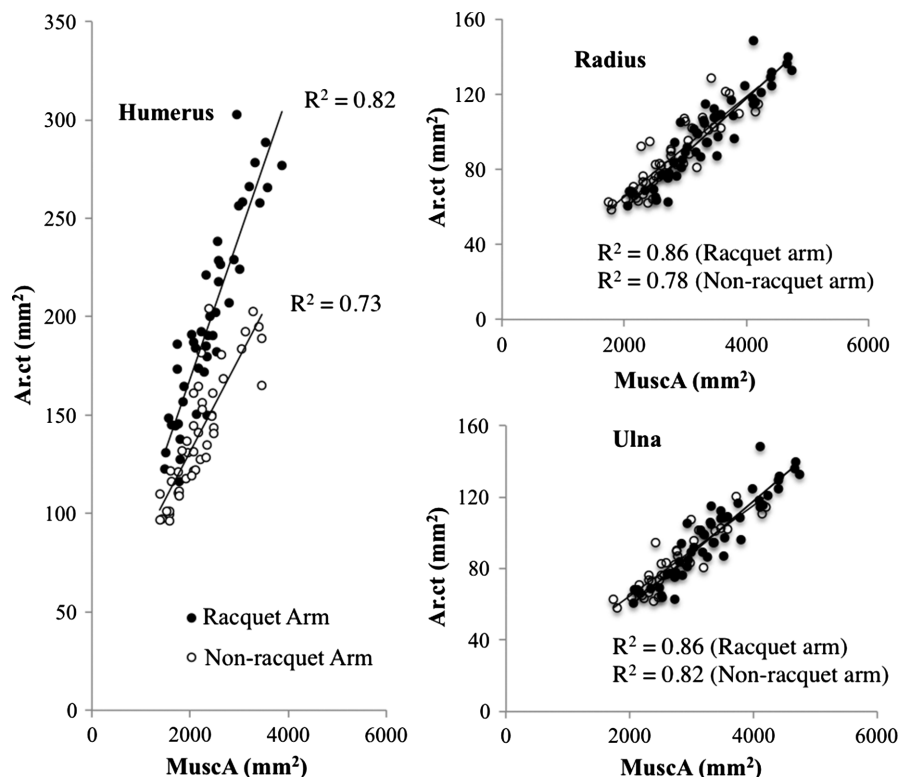 350
300
250
200
150
100
50
0
Ar.ct (mm²)
Humerus
R² = 0.82
R² = 0.73
Racquet Arm
Non-racquet Arm
0 2000 4000 6000
MuscA (mm²)
160
120
80
40
0
Ar.ct (mm²)
Radius
R² = 0.86 (Racquet arm)
R² = 0.78 (Non-racquet arm)
0 2000 4000 6000
MuscA (mm²)
160
120
80
40
0
Ar.ct (mm²)
Ulna
R² = 0.86 (Racquet arm)
R² = 0.82 (Non-racquet arm)
0 2000 4000 6000
MuscA (mm²)